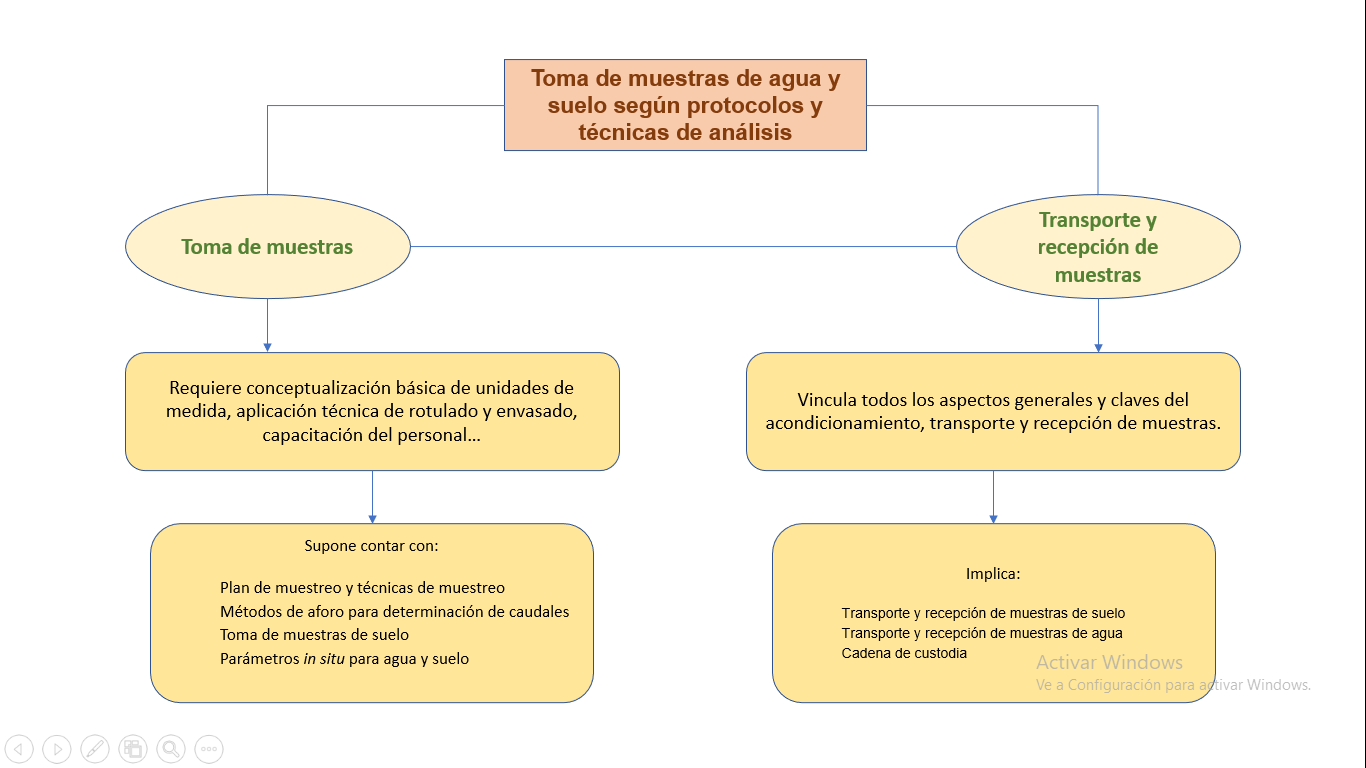 Toma de muestras de agua y
suelo según protocolos y
técnicas de análisis
Toma de muestras
Transporte y
recepción de
muestras
Requiere conceptualización básica de unidades de
medida, aplicación técnica de rotulado y envasado,
capacitación del personal…
Vincula todos los aspectos generales y claves del
acondicionamiento, transporte y recepción de muestras.
Supone contar con:
Plan de muestreo y técnicas de muestreo
Métodos de aforo para determinación de caudales
Toma de muestras de suelo
Parámetros in situ para agua y suelo
Implica:
Transporte y recepción de muestras de suelo
Transporte y recepción de muestras de agua
Cadena de custodia
Activar Windows
Ve a Configuración para activar Windows.